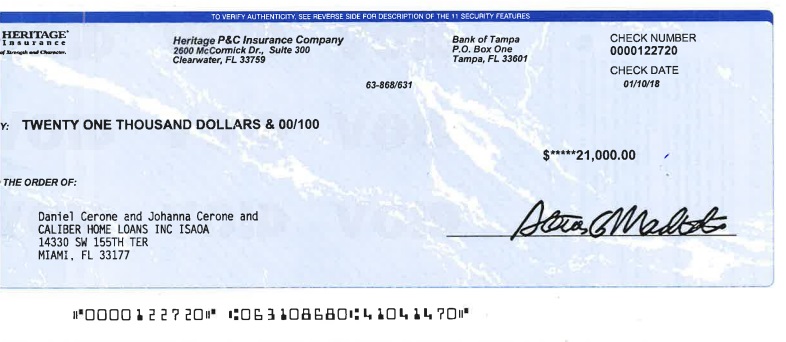 TO VERIFY AUTHENTICITY, SEE REVERSE SIDE FOR DESCRIPTION OF THE 11 SECURITY FEATURES
HERITAGE
Insurance
of Strength and Character.
Heritage P&C Insurance Company
2600 McCormick Dr., Suite 300
Clearwater, FL 33759
Bank of Tampa
P.O. Box One
Tampa, FL 33601
CHECK NUMBER
0000122720
CHECK DATE
01/10/18
63-868/631
Y: TWENTY ONE THOUSAND DOLLARS & 00/100
$*****21,000.00
THE ORDER OF:
Daniel Cerone and Johanna Cerone and
CALIBER HOME LOANS INC ISAOA
14330 SW 155TH TER
MIAMI, FL 33177
⑈0000122720⑈ ⑆063108680⑆41041470⑈